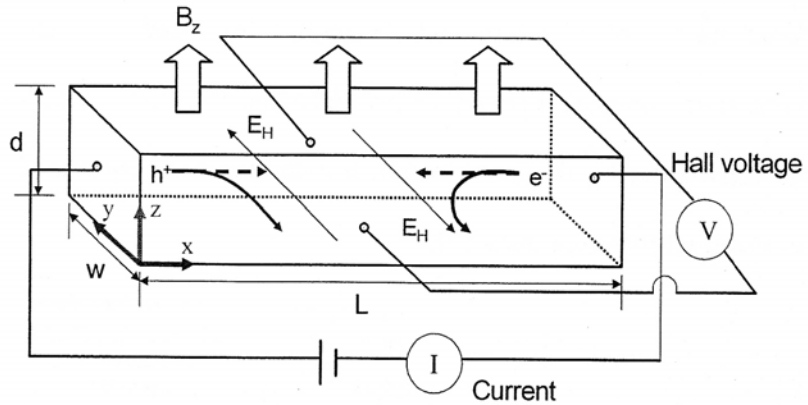 B_z
d
E_H
h⁺
e⁻
Hall voltage
y
z
x
E_H
V
w
L
I
Current